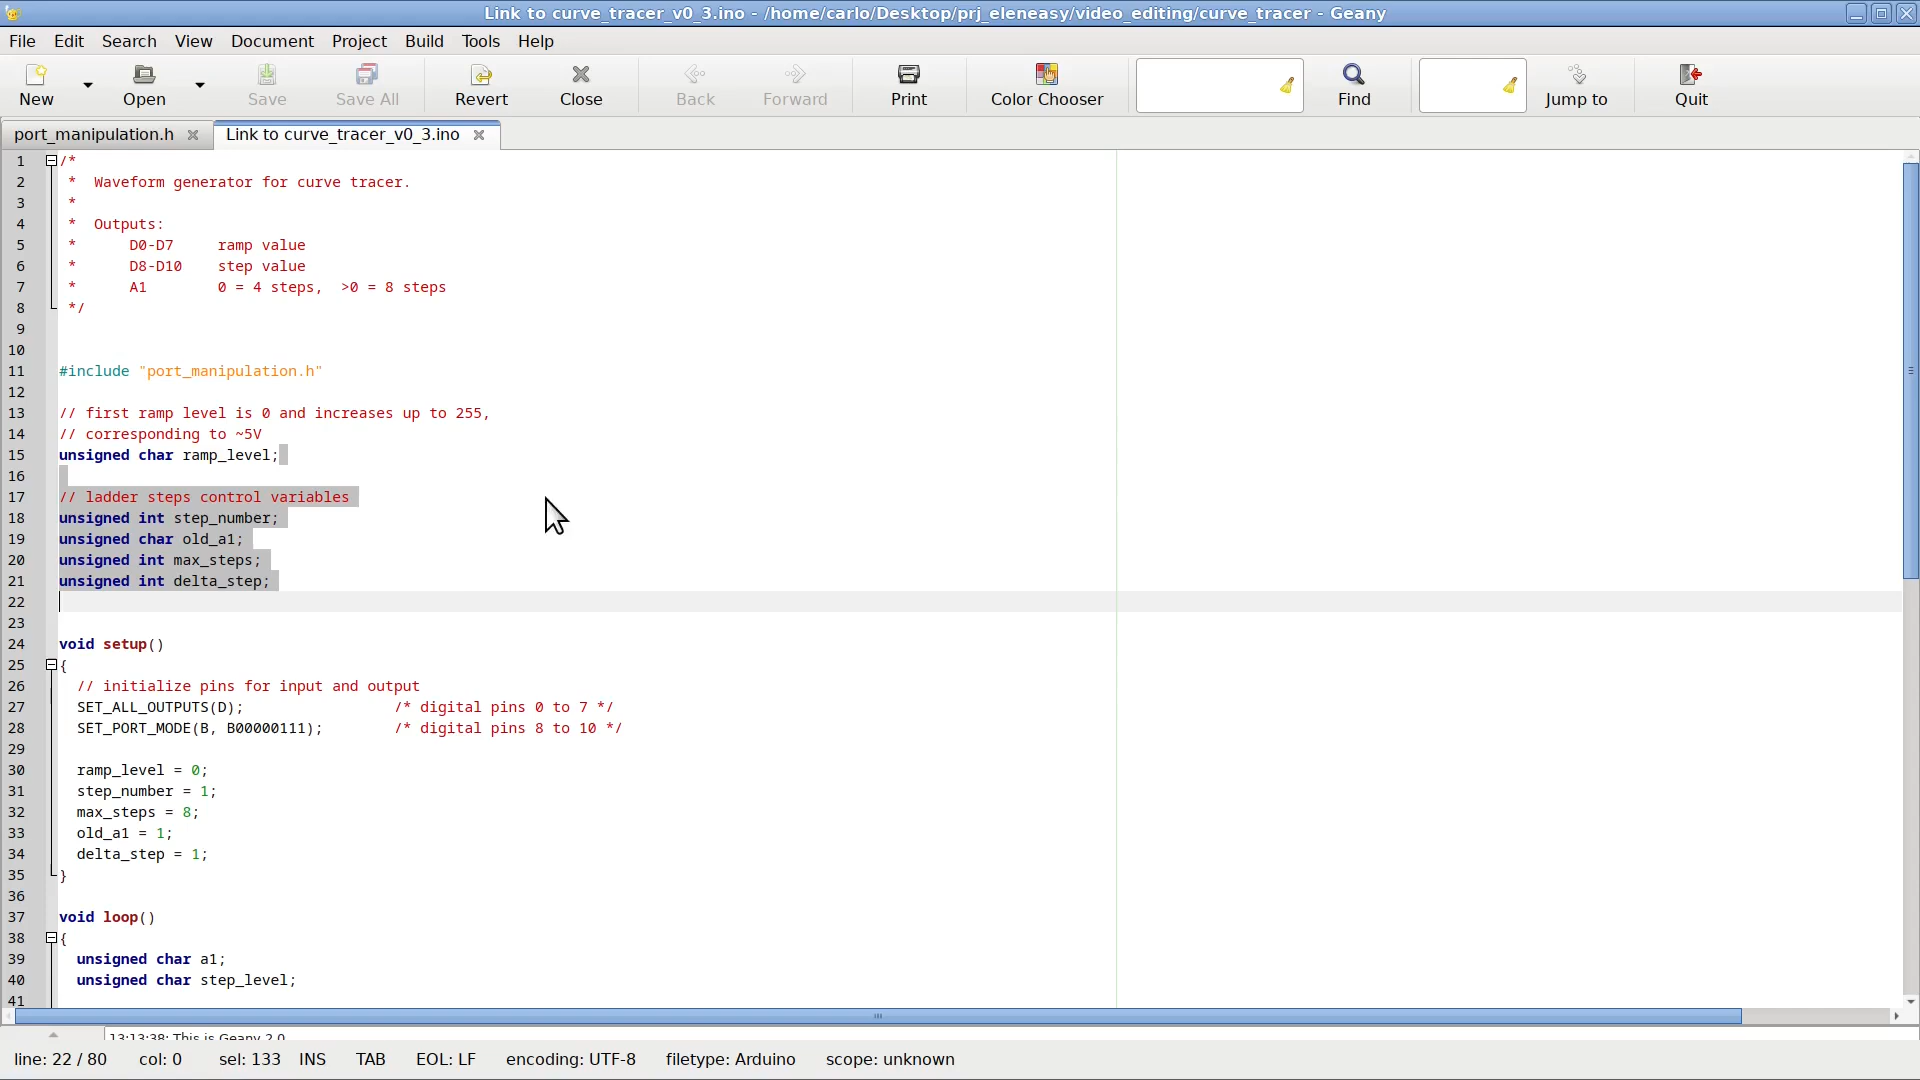 Link to curve_tracer_v0_3.ino - /home/carlo/Desktop/prj_eleneasy/video_editing/curve_tracer - Geany
File Edit Search View Document Project Build Tools Help
New Open Save Save All Revert Close Back Forward Print Color Chooser Find Jump to Quit
port_manipulation.h Link to curve_tracer_v0_3.ino
1 /*
2 * Waveform generator for curve tracer.
3 *
4 * Outputs:
5 * D0-D7 ramp value
6 * D8-D10 step value
7 * A1 0 = 4 steps, >0 = 8 steps
8 */
9
10
11 #include "port_manipulation.h"
12
13 // first ramp level is 0 and increases up to 255,
14 // corresponding to ~5V
15 unsigned char ramp_level;
16
17 // ladder steps control variables
18 unsigned int step_number;
19 unsigned char old_a1;
20 unsigned int max_steps;
21 unsigned int delta_step;
22
23
24 void setup()
25 {
26 // initialize pins for input and output
27 SET_ALL_OUTPUTS(D); /* digital pins 0 to 7 */
28 SET_PORT_MODE(B, B00000111); /* digital pins 8 to 10 */
29
30 ramp_level = 0;
31 step_number = 1;
32 max_steps = 8;
33 old_a1 = 1;
34 delta_step = 1;
35 }
36
37 void loop()
38 {
39 unsigned char a1;
40 unsigned char step_level;
41
13:13:38: This is Geany 2.0
line: 22 / 80 col: 0 sel: 133 INS TAB EOL: LF encoding: UTF-8 filetype: Arduino scope: unknown